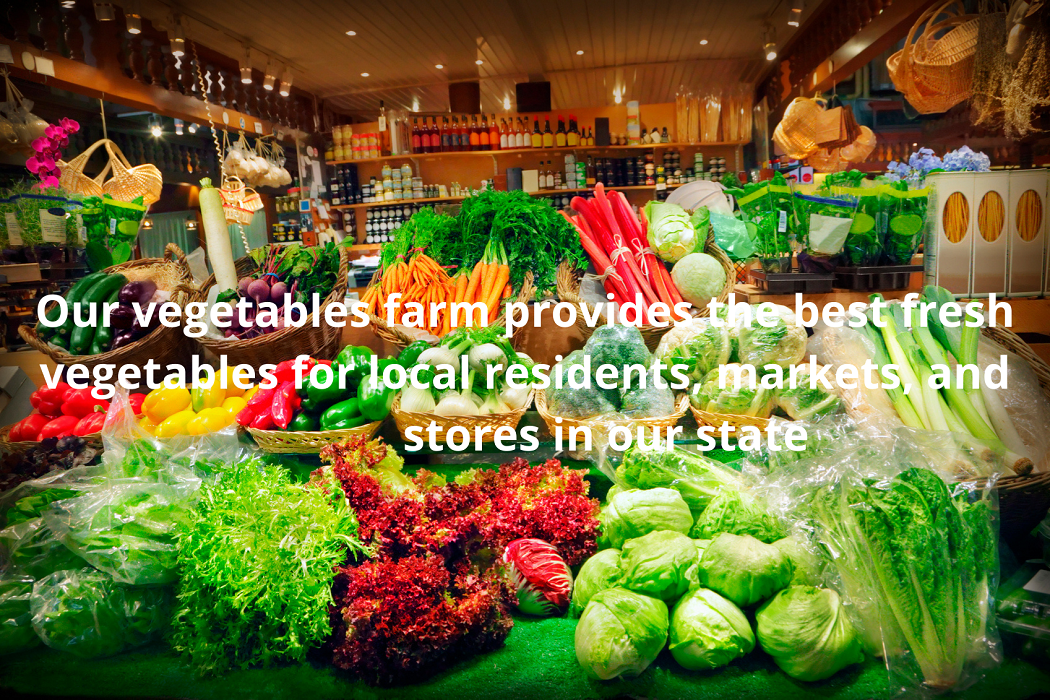 Our vegetables farm provides the best fresh
vegetables for local residents, markets, and
stores in our state